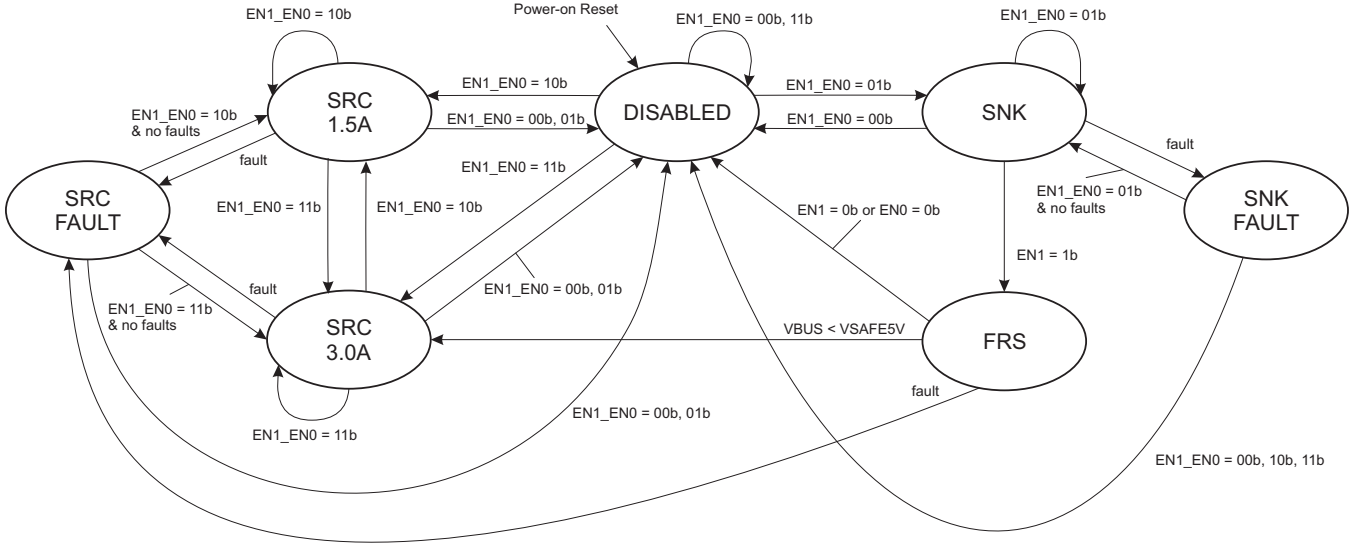 Power-on Reset
EN1_EN0 = 10b
EN1_EN0 = 00b, 11b
EN1_EN0 = 01b
SRC
1.5A
EN1_EN0 = 10b
DISABLED
EN1_EN0 = 01b
SNK
EN1_EN0 = 00b, 01b
EN1_EN0 = 00b
EN1_EN0 = 10b
& no faults
fault
EN1_EN0 = 11b
fault
SRC
FAULT
EN1_EN0 = 11b
EN1_EN0 = 10b
EN1 = 0b or EN0 = 0b
EN1_EN0 = 01b
& no faults
SNK
FAULT
EN1 = 1b
fault
EN1_EN0 = 00b, 01b
EN1_EN0 = 11b
& no faults
SRC
3.0A
VBUS < VSAFE5V
FRS
fault
EN1_EN0 = 11b
EN1_EN0 = 00b, 01b
EN1_EN0 = 00b, 10b, 11b